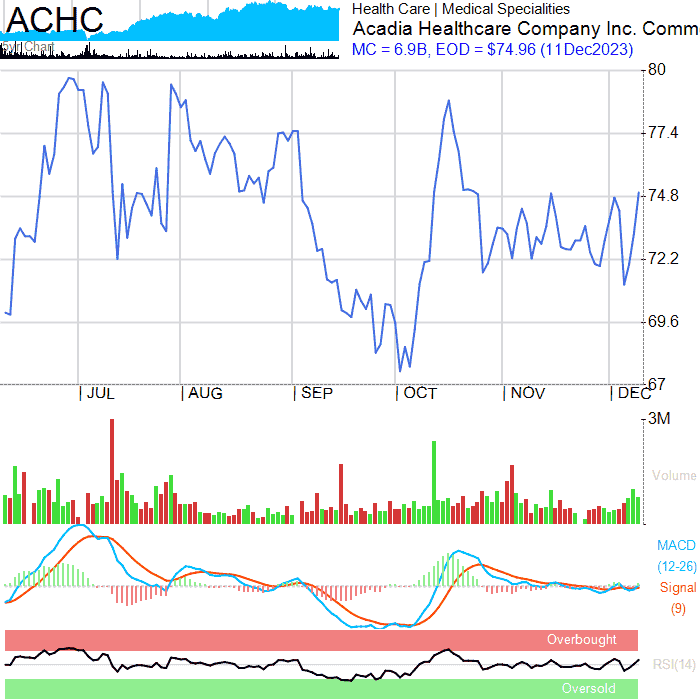 ACHC
Health Care | Medical Specialities
Acadia Healthcare Company Inc. Comm
MC = 6.9B, EOD = $74.96 (11Dec2023)
80
77.4
74.8
72.2
69.6
67
| JUL | AUG | SEP | OCT | NOV | DEC
3M
Volume
MACD
(12-26)
Signal
(9)
Overbought
RSI(14)
Oversold